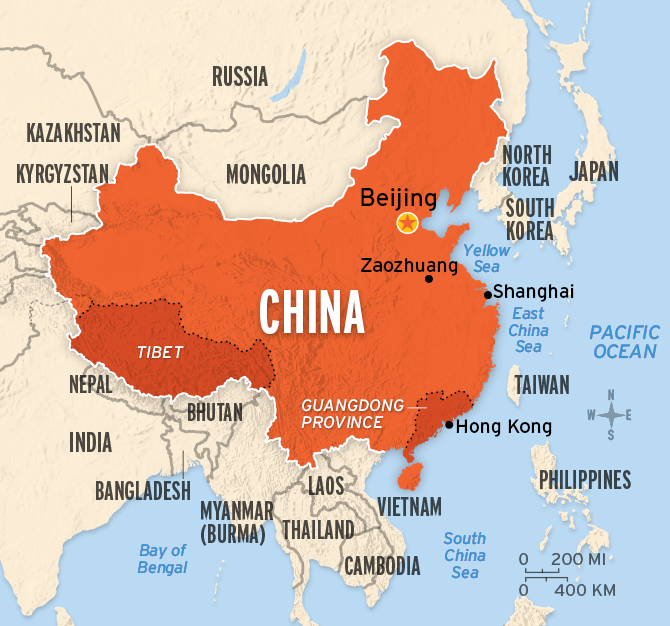 RUSSIA
KAZAKHSTAN
KYRGYZSTAN
MONGOLIA
NORTH
KOREA
JAPAN
Beijing
SOUTH
KOREA
Yellow
Sea
Zaozhuang
Shanghai
CHINA
East
China
Sea
PACIFIC
OCEAN
TIBET
NEPAL
TAIWAN
BHUTAN
GUANGDONG
PROVINCE
N
W
E
S
Hong Kong
INDIA
BANGLADESH
LAOS
PHILIPPINES
MYANMAR
(BURMA)
VIETNAM
THAILAND
Bay of
Bengal
CAMBODIA
South
China
Sea
0 200 MI
0 400 KM